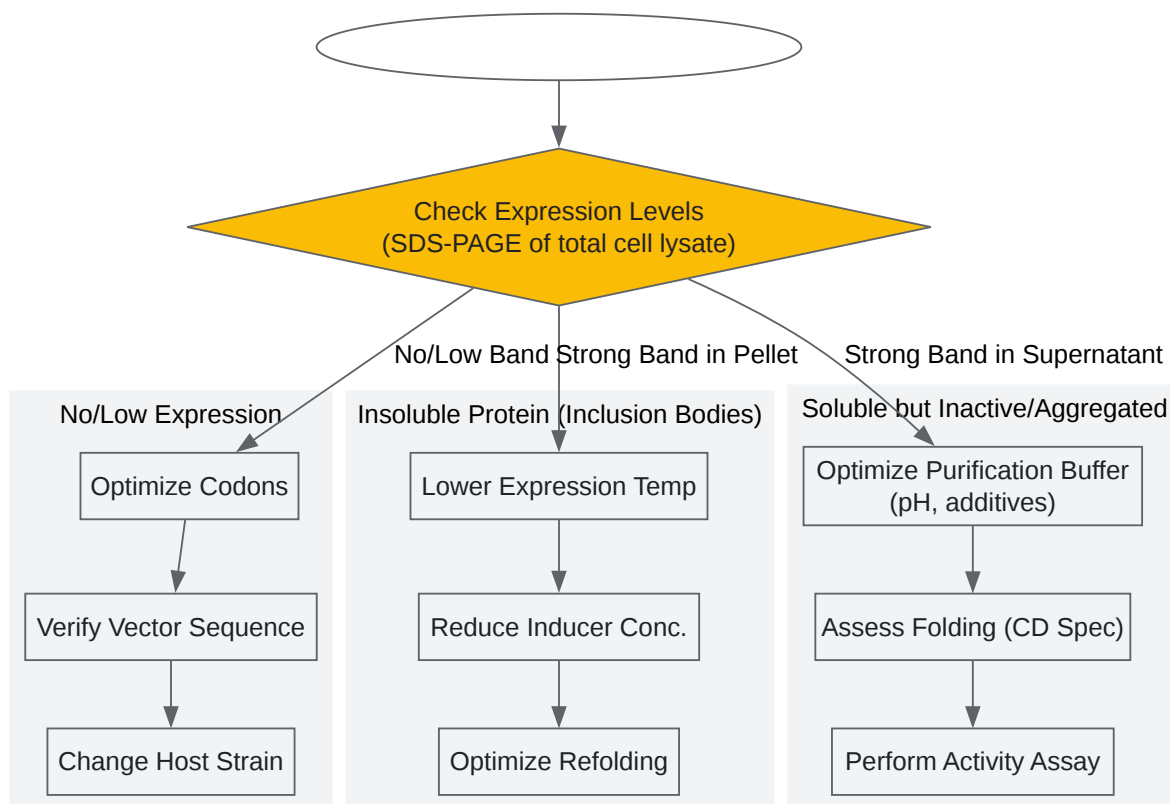 Check Expression Levels
(SDS-PAGE of total cell lysate)
No/Low Band
Strong Band in Pellet
Strong Band in Supernatant
No/Low Expression
Optimize Codons
Verify Vector Sequence
Change Host Strain
Insoluble Protein (Inclusion Bodies)
Lower Expression Temp
Reduce Inducer Conc.
Optimize Refolding
Soluble but Inactive/Aggregated
Optimize Purification Buffer
(pH, additives)
Assess Folding (CD Spec)
Perform Activity Assay